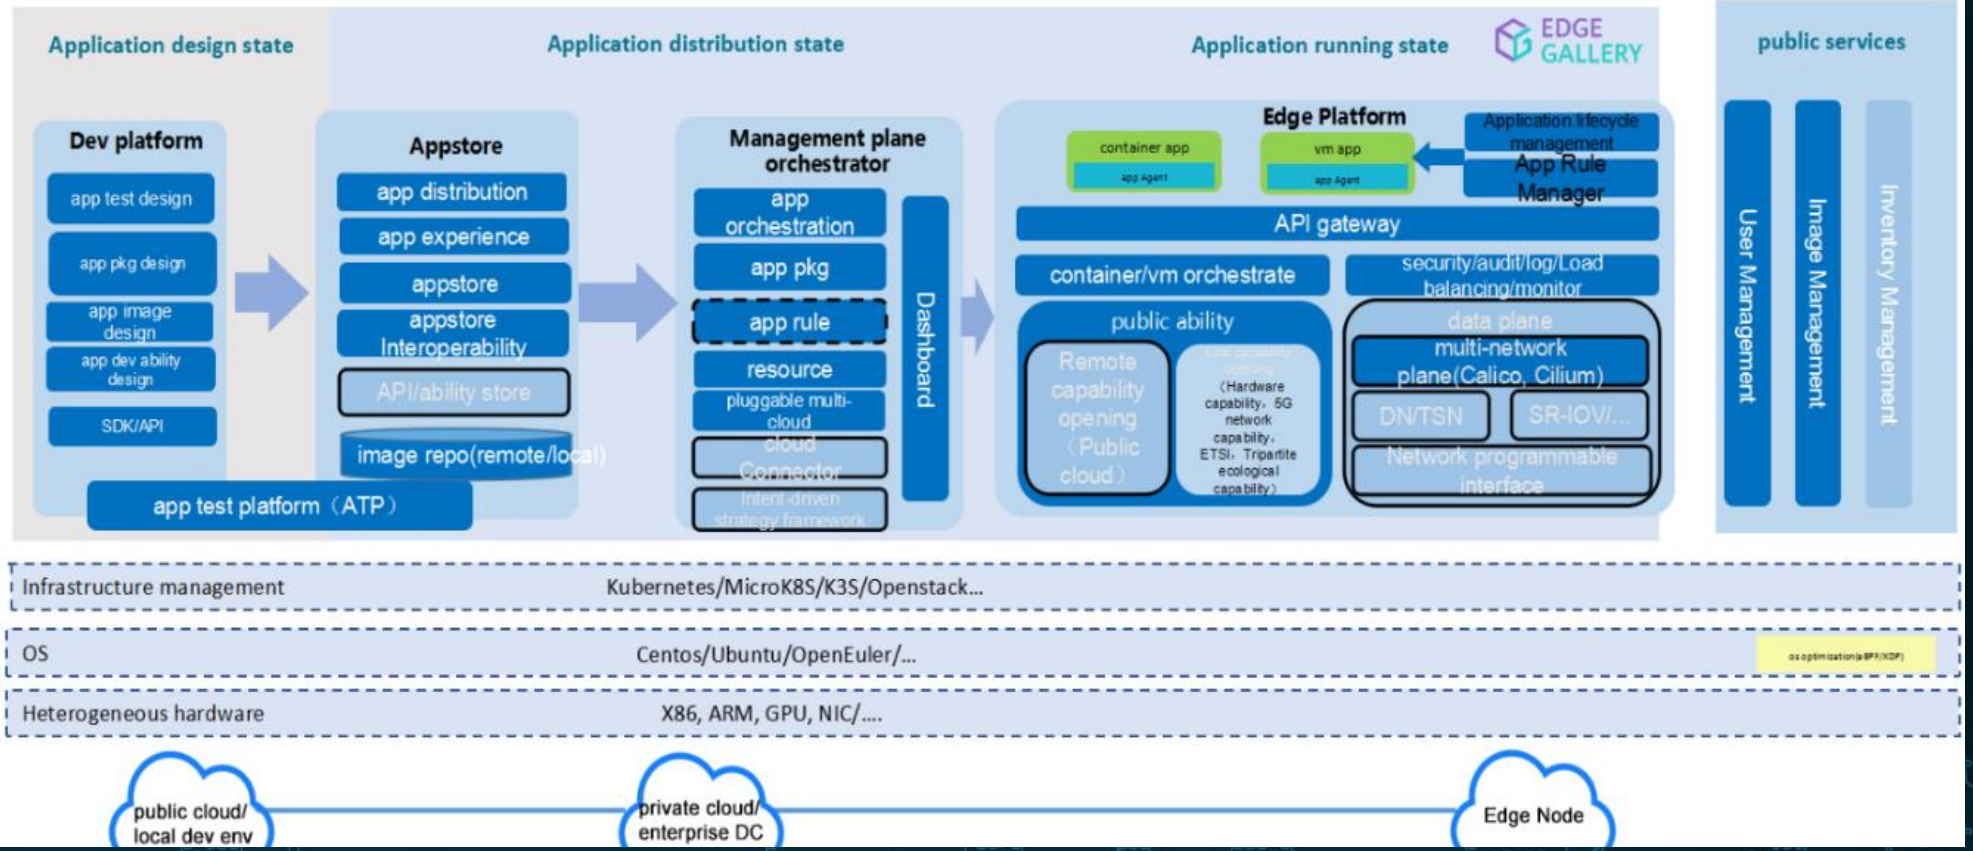 Application design state
Application distribution state
Application running state
EDGE
GALLERY
public services
Dev platform
app test design
app pkg design
app image
design
app dev ability
design
SDK/API
app test platform（ATP）
Appstore
app distribution
app experience
appstore
appstore
Interoperability
API/ability store
image repo(remote/local)
Management plane
orchestrator
app
orchestration
app pkg
app rule
resource
pluggable multi-
cloud
cloud
Connector
Intent-driven
strategy framework
Dashboard
Edge Platform
container app
app Agent
vm app
app Agent
Application lifecycle
management
App Rule
Manager
API gateway
container/vm orchestrate
security/audit/log/Load
balancing/monitor
public ability
Remote
capability
opening
（Public
cloud）
（Hardware
capability，5G
network
capability，
ETSI，Tripartite
ecological
capability）
data plane
multi-network
plane(Calico, Cilium)
DN/TSN
SR-IOV/...
Network programmable
interface
User Management
Image Management
Inventory Management
Infrastructure management
Kubernetes/MicroK8S/K3S/Openstack...
OS
Centos/Ubuntu/OpenEuler/...
os optimisation(eBPF/XDP)
Heterogeneous hardware
X86, ARM, GPU, NIC/....
public cloud/
local dev env
private cloud/
enterprise DC
Edge Node